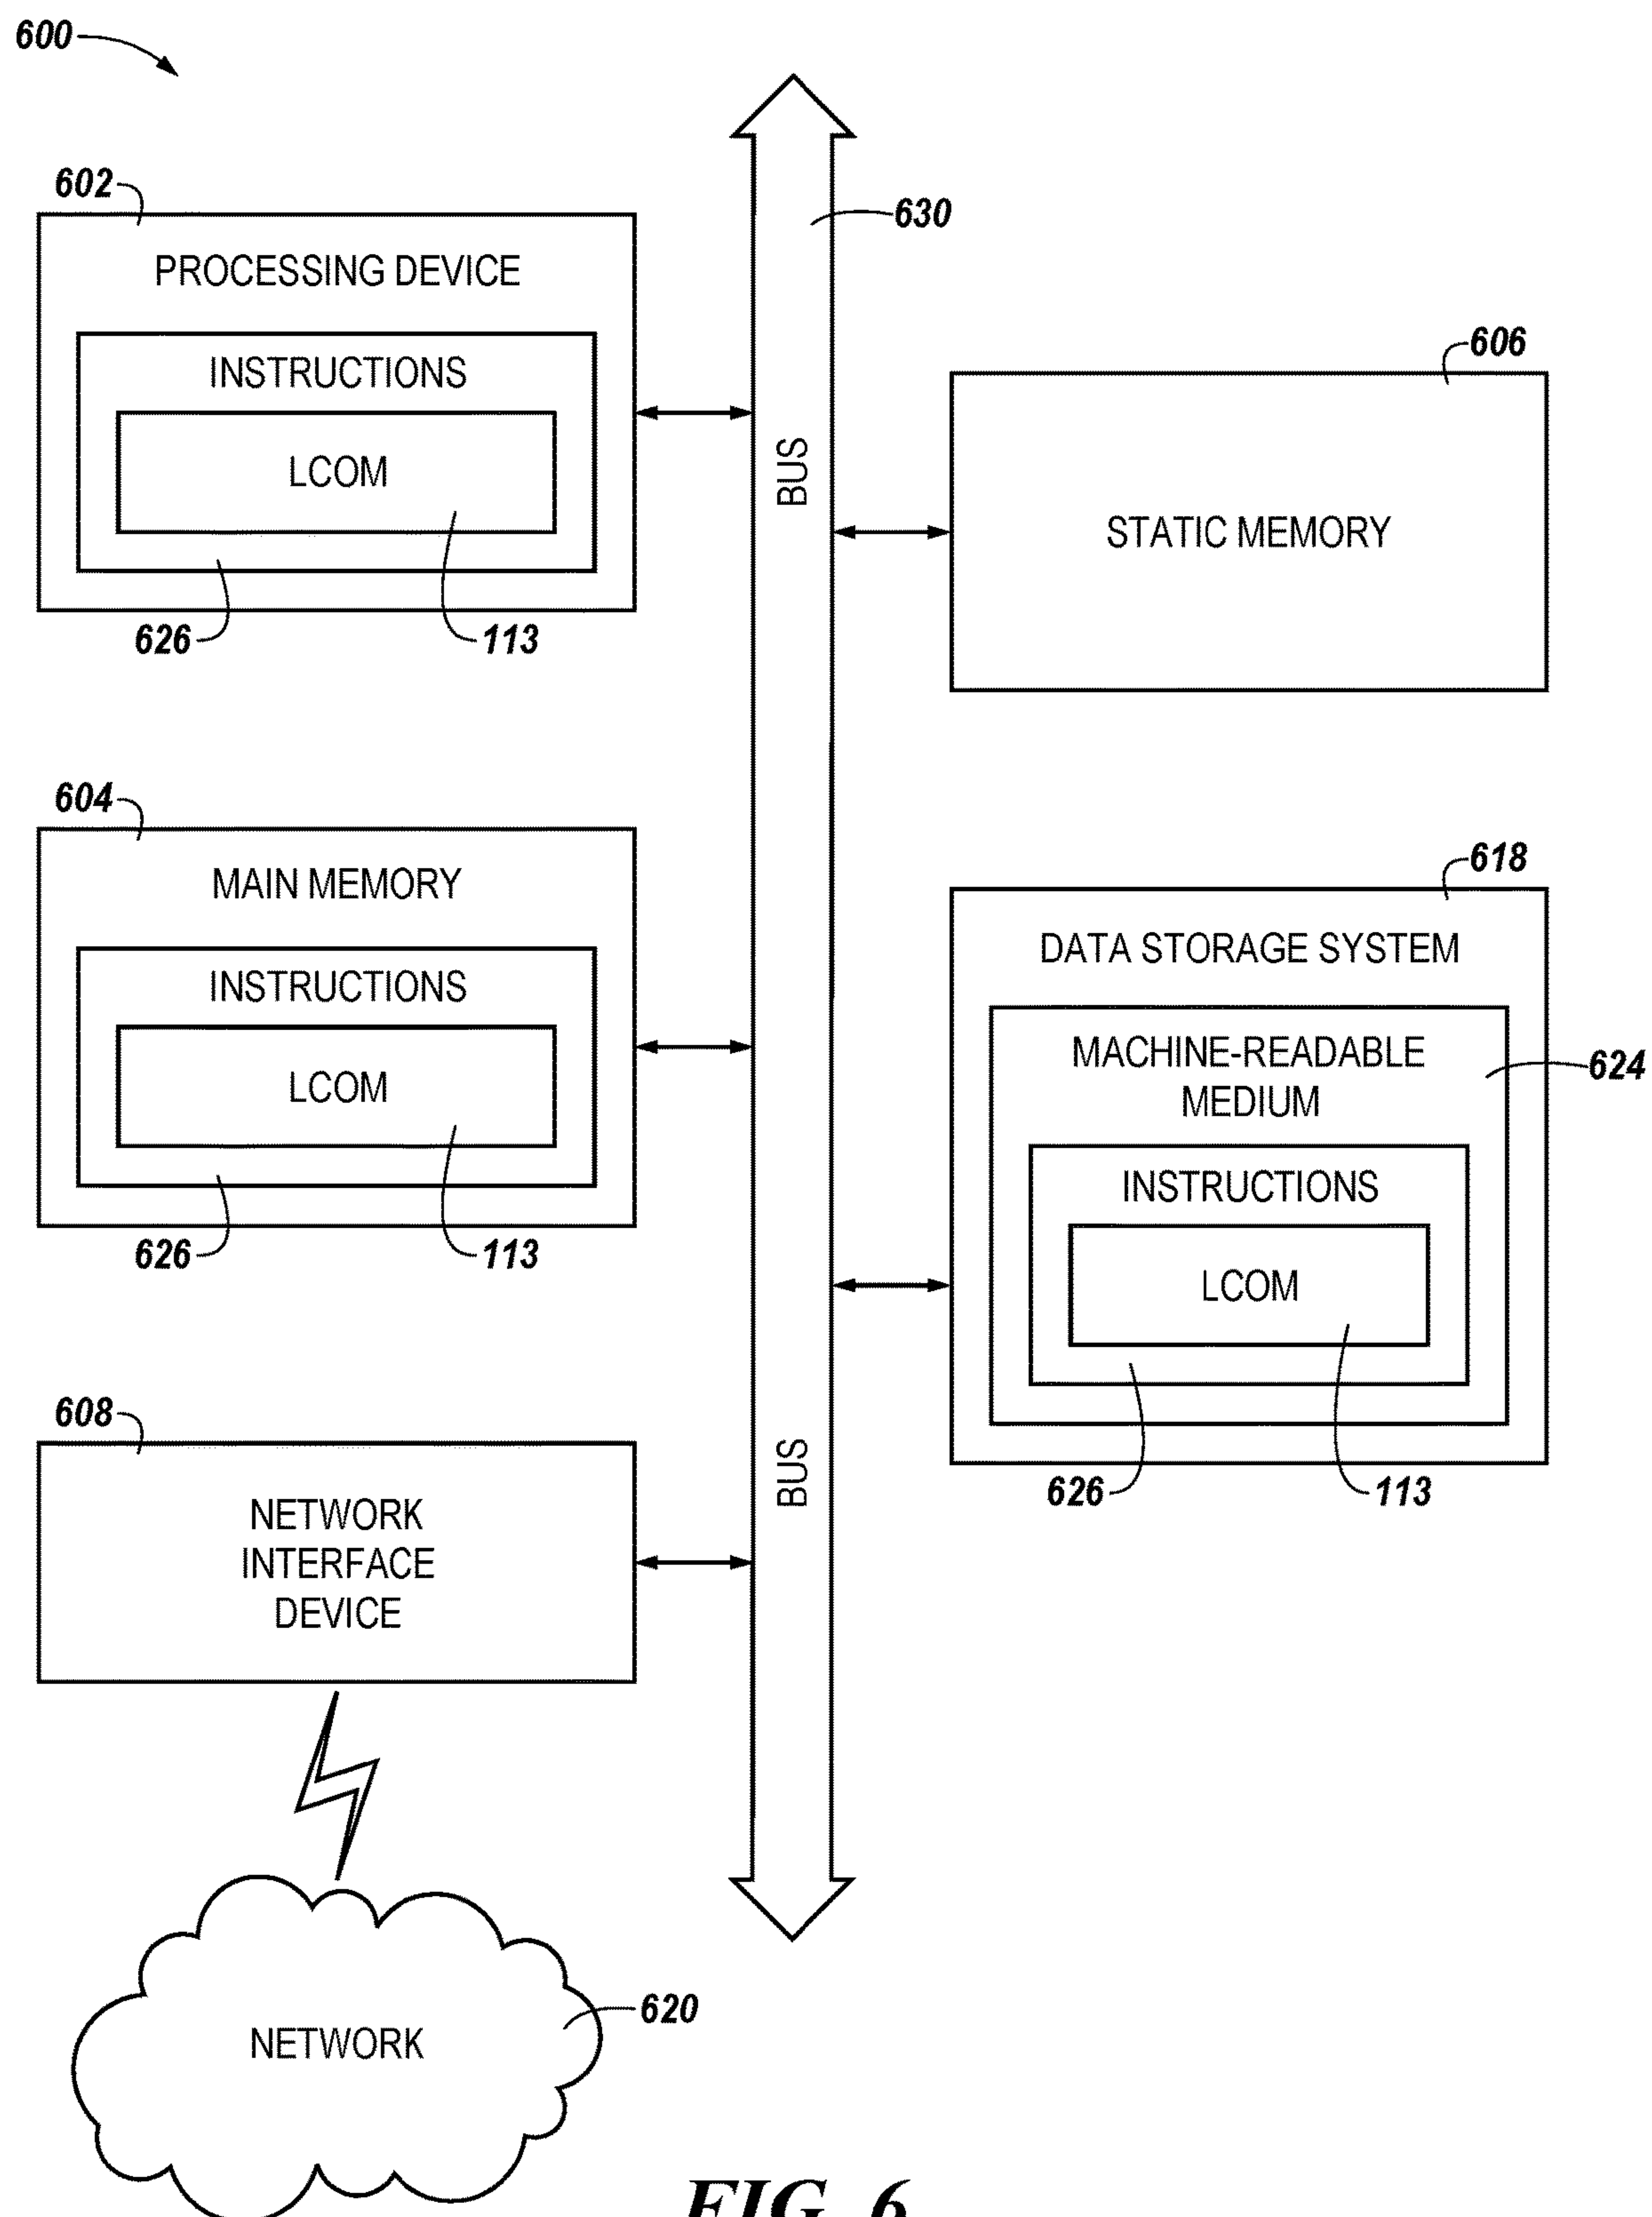 600
602
PROCESSING DEVICE
INSTRUCTIONS
LCOM
626
113
604
MAIN MEMORY
INSTRUCTIONS
LCOM
626
113
608
NETWORK
INTERFACE
DEVICE
NETWORK
620
BUS
BUS
630
606
STATIC MEMORY
618
DATA STORAGE SYSTEM
MACHINE-READABLE
MEDIUM
624
INSTRUCTIONS
LCOM
626
113
FIG. 6